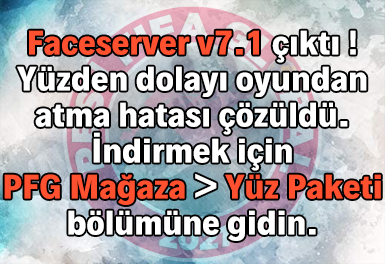 Faceserver v7.1 çıktı !
Yüzden dolayı oyundan
atma hatası çözüldü.
İndirmek için
PFG Mağaza > Yüz Paketi
bölümüne gidin.